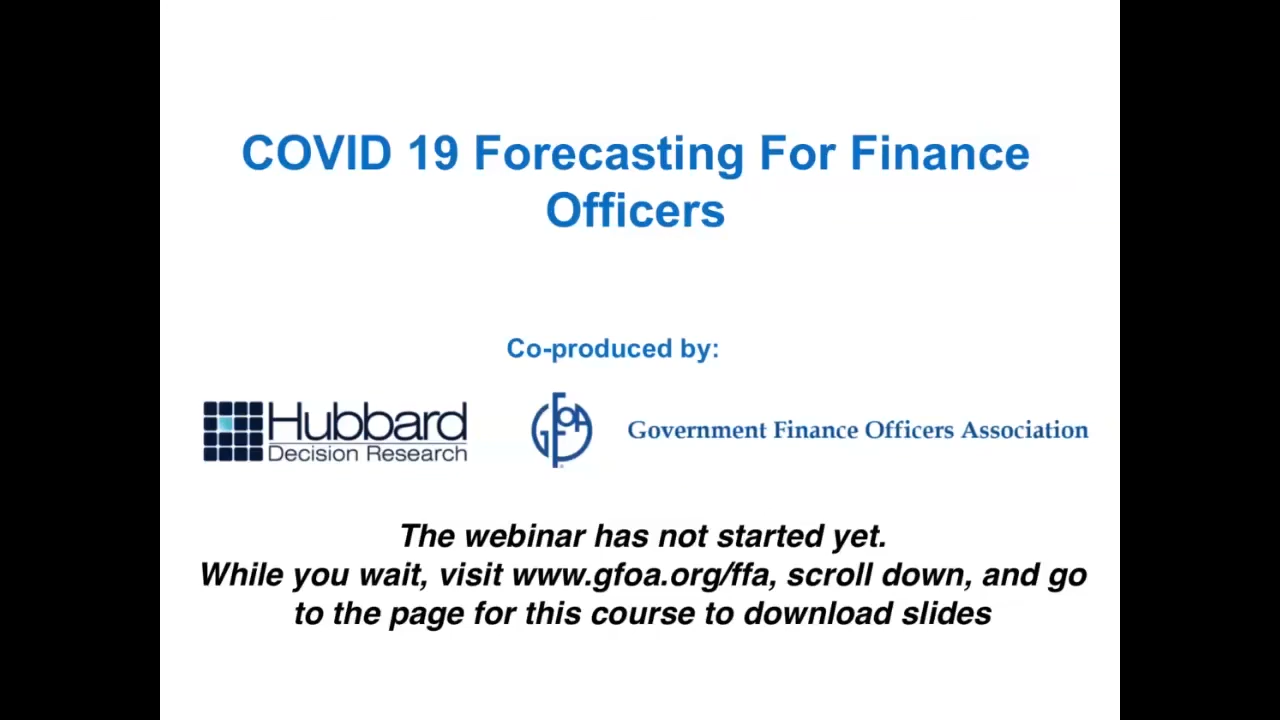 COVID 19 Forecasting For Finance
Officers
Co-produced by:
Hubbard
Decision Research
GFOA
Government Finance Officers Association
The webinar has not started yet.
While you wait, visit www.gfoa.org/ffa, scroll down, and go
to the page for this course to download slides